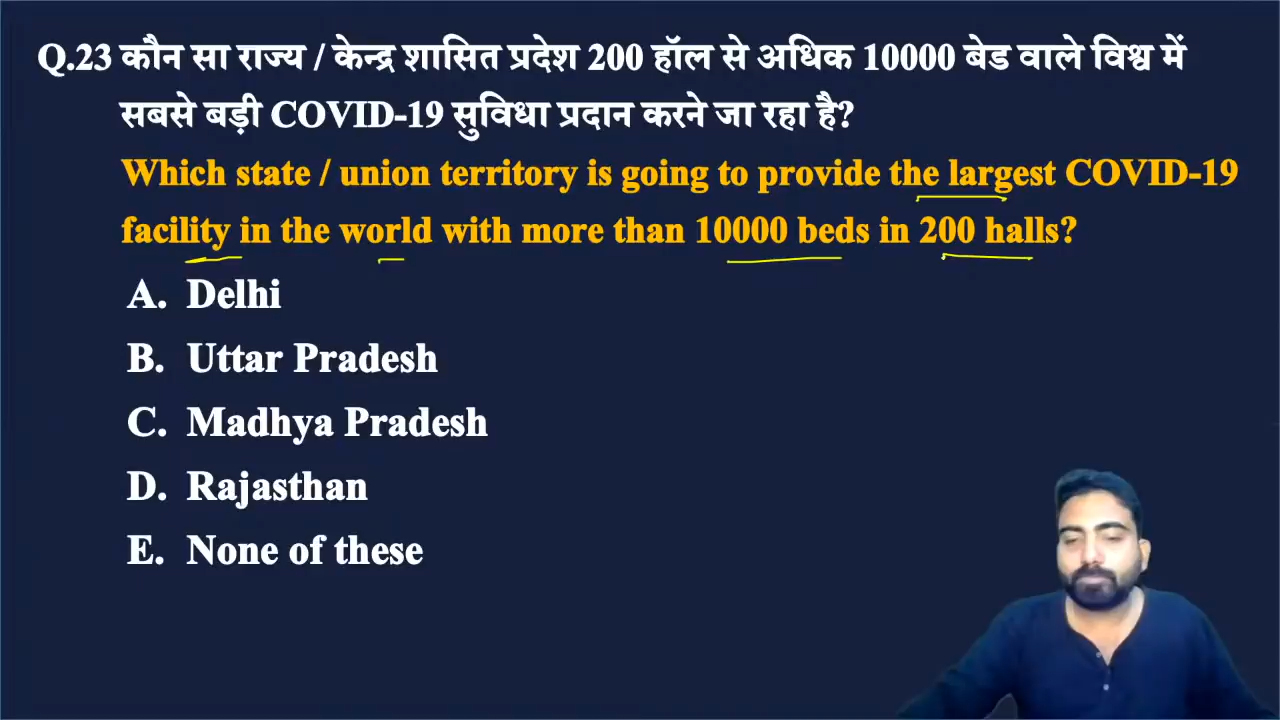 Q.23 कौन सा राज्य / केन्द्र शासित प्रदेश 200 हॉल से अधिक 10000 बेड वाले विश्व में
सबसे बड़ी COVID-19 सुविधा प्रदान करने जा रहा है?
Which state / union territory is going to provide the largest COVID-19
facility in the world with more than 10000 beds in 200 halls?
A. Delhi
B. Uttar Pradesh
C. Madhya Pradesh
D. Rajasthan
E. None of these